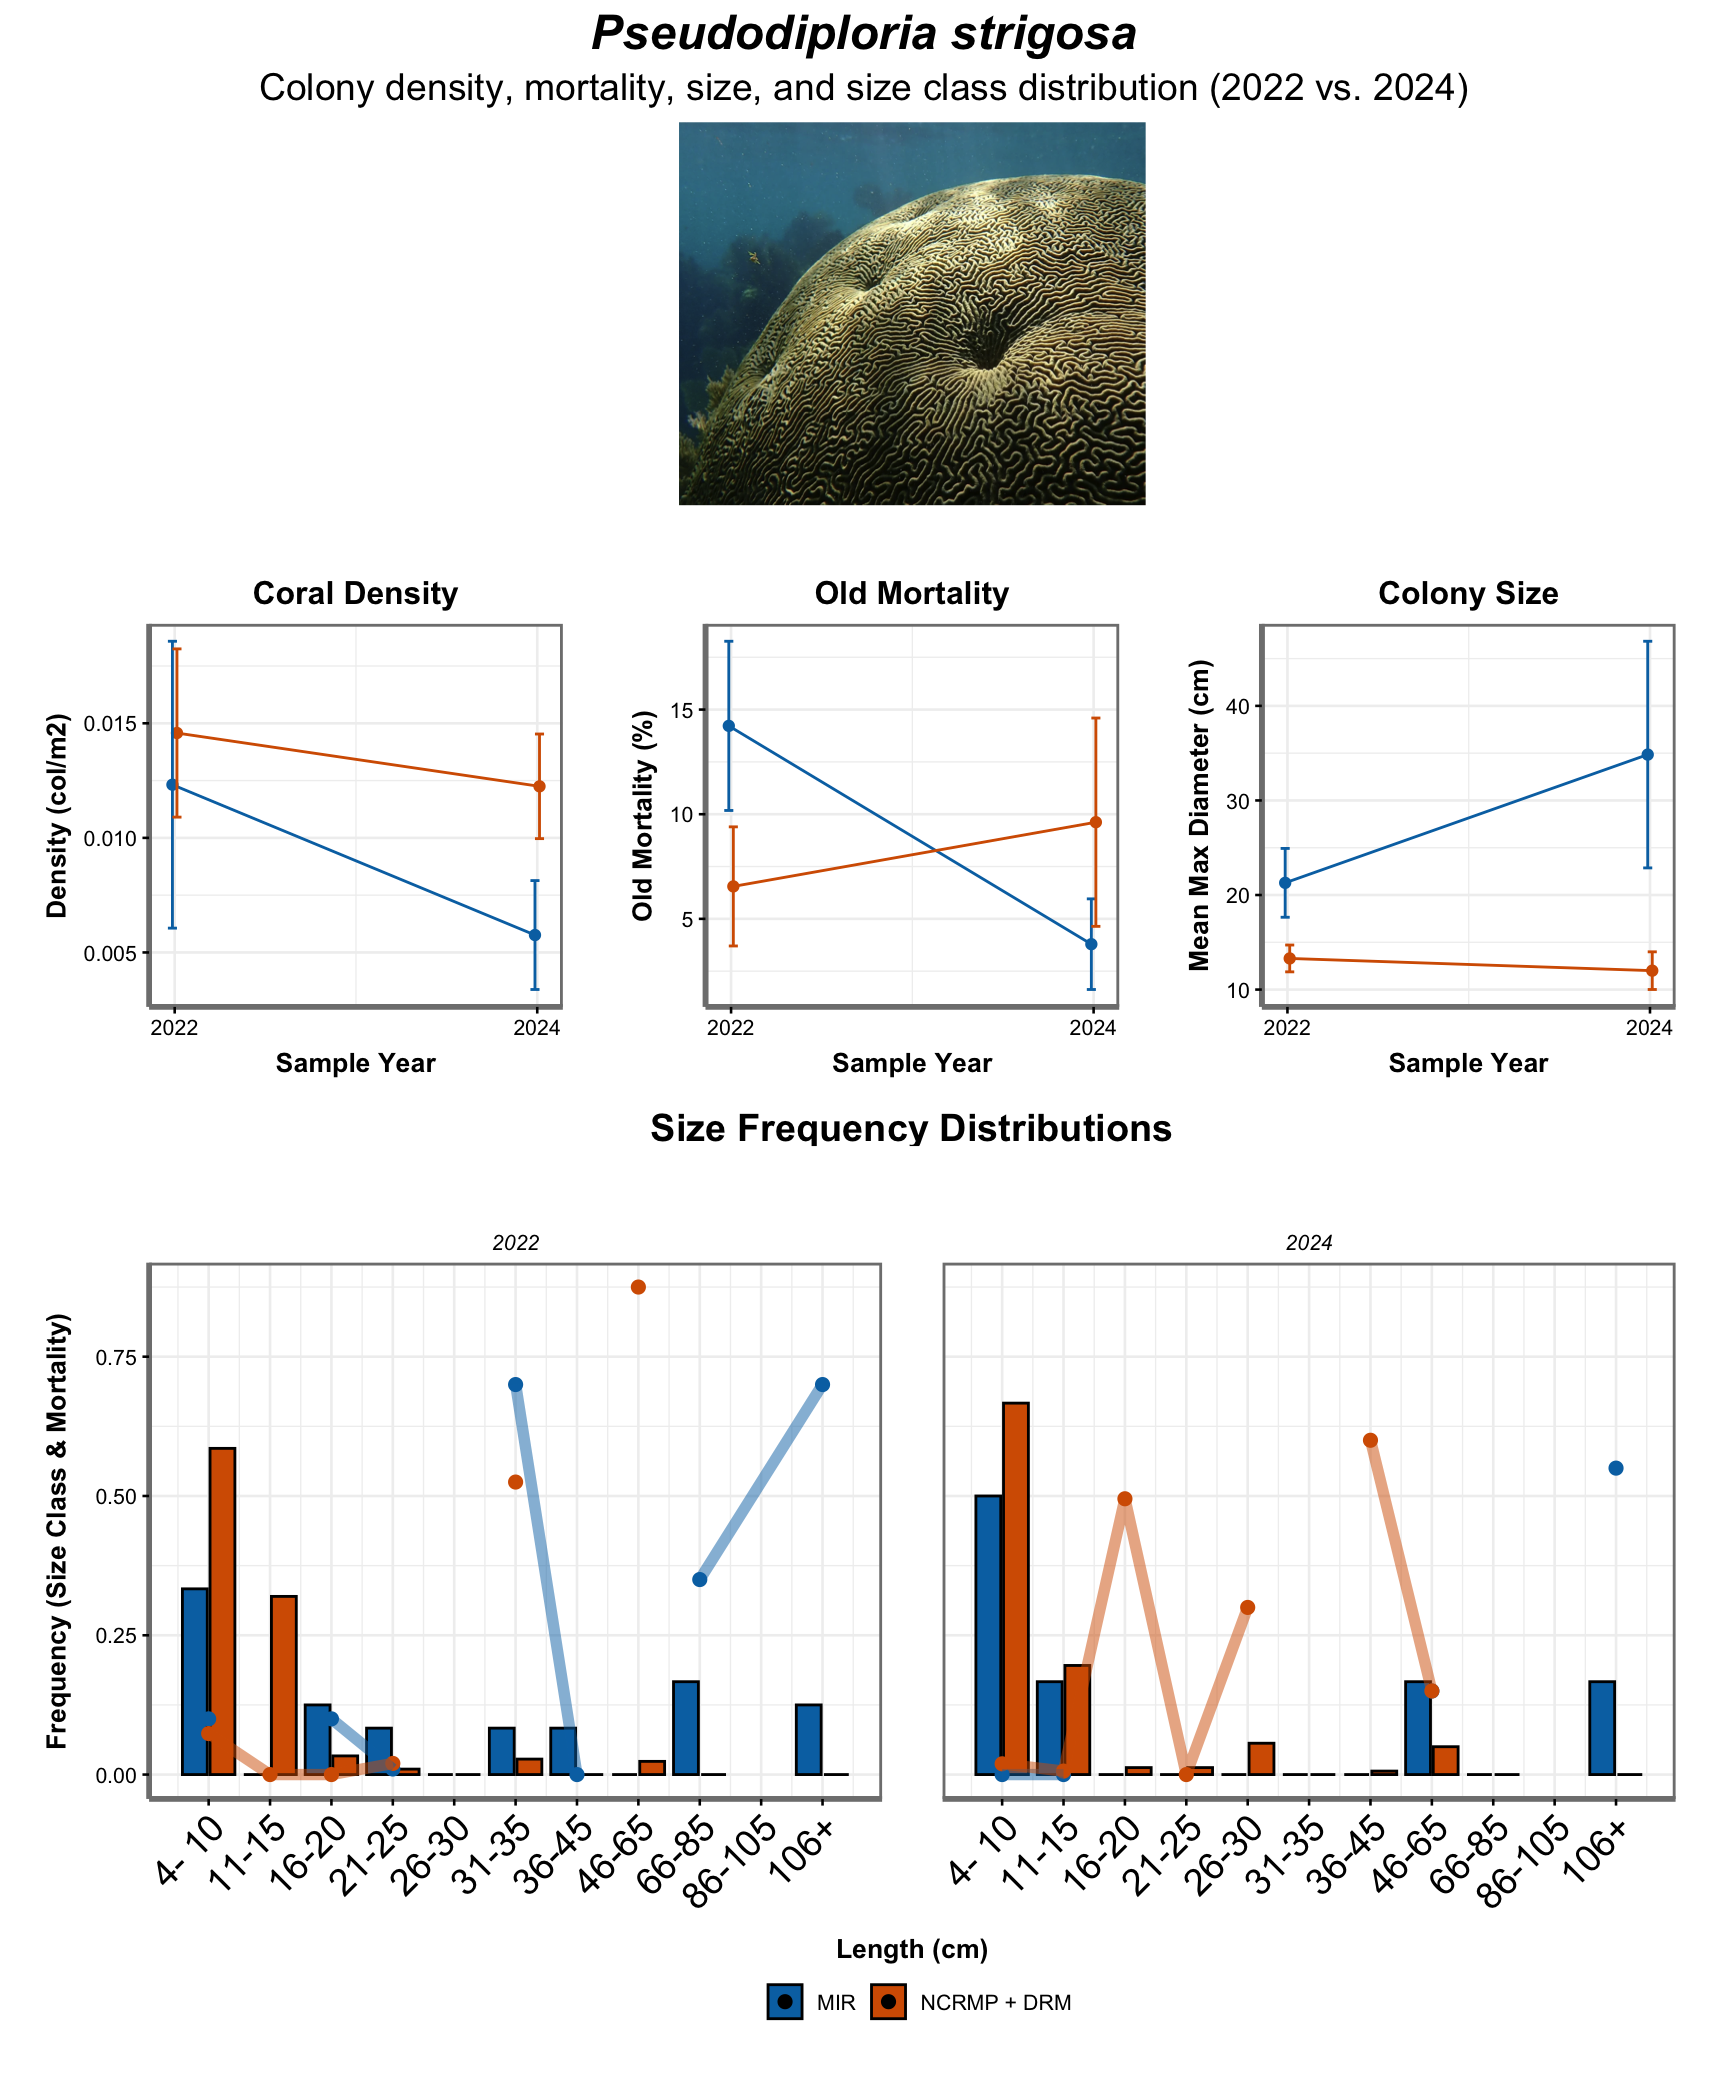 Pseudodiploria strigosa
Colony density, mortality, size, and size class distribution (2022 vs. 2024)
Coral Density
Density (col/m2)
0.015
0.010
0.005
2022
2024
Sample Year
Old Mortality
Old Mortality (%)
15
10
5
2022
2024
Sample Year
Colony Size
Mean Max Diameter (cm)
40
30
20
10
2022
2024
Sample Year
Size Frequency Distributions
Frequency (Size Class & Mortality)
2022
2024
0.75
0.50
0.25
0.00
4- 10
11-15
16-20
21-25
26-30
31-35
36-45
46-65
66-85
86-105
106+
4- 10
11-15
16-20
21-25
26-30
31-35
36-45
46-65
66-85
86-105
106+
Length (cm)
MIR
NCRMP + DRM